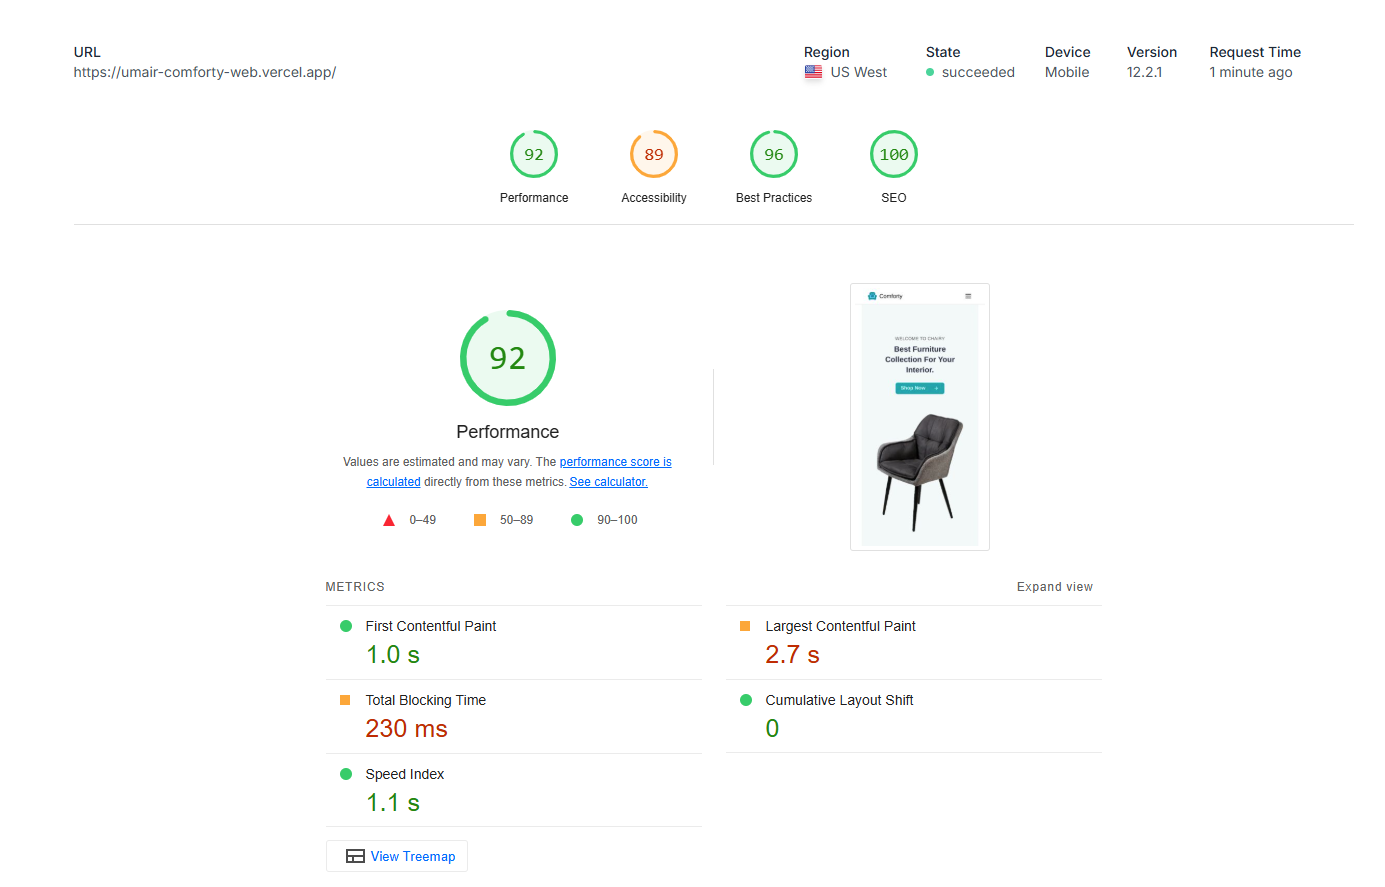 URL
https://umair-comforty-web.vercel.app/
Region
US West
State
succeeded
Device
Mobile
Version
12.2.1
Request Time
1 minute ago
92
Performance
89
Accessibility
96
Best Practices
100
SEO
92
Performance
Values are estimated and may vary. The performance score is
calculated directly from these metrics. See calculator.
0–49
50–89
90–100
Comforty
WELCOME TO CHAIRY
Best Furniture
Collection For Your
Interior.
Shop Now
METRICS
Expand view
First Contentful Paint
1.0 s
Largest Contentful Paint
2.7 s
Total Blocking Time
230 ms
Cumulative Layout Shift
0
Speed Index
1.1 s
View Treemap